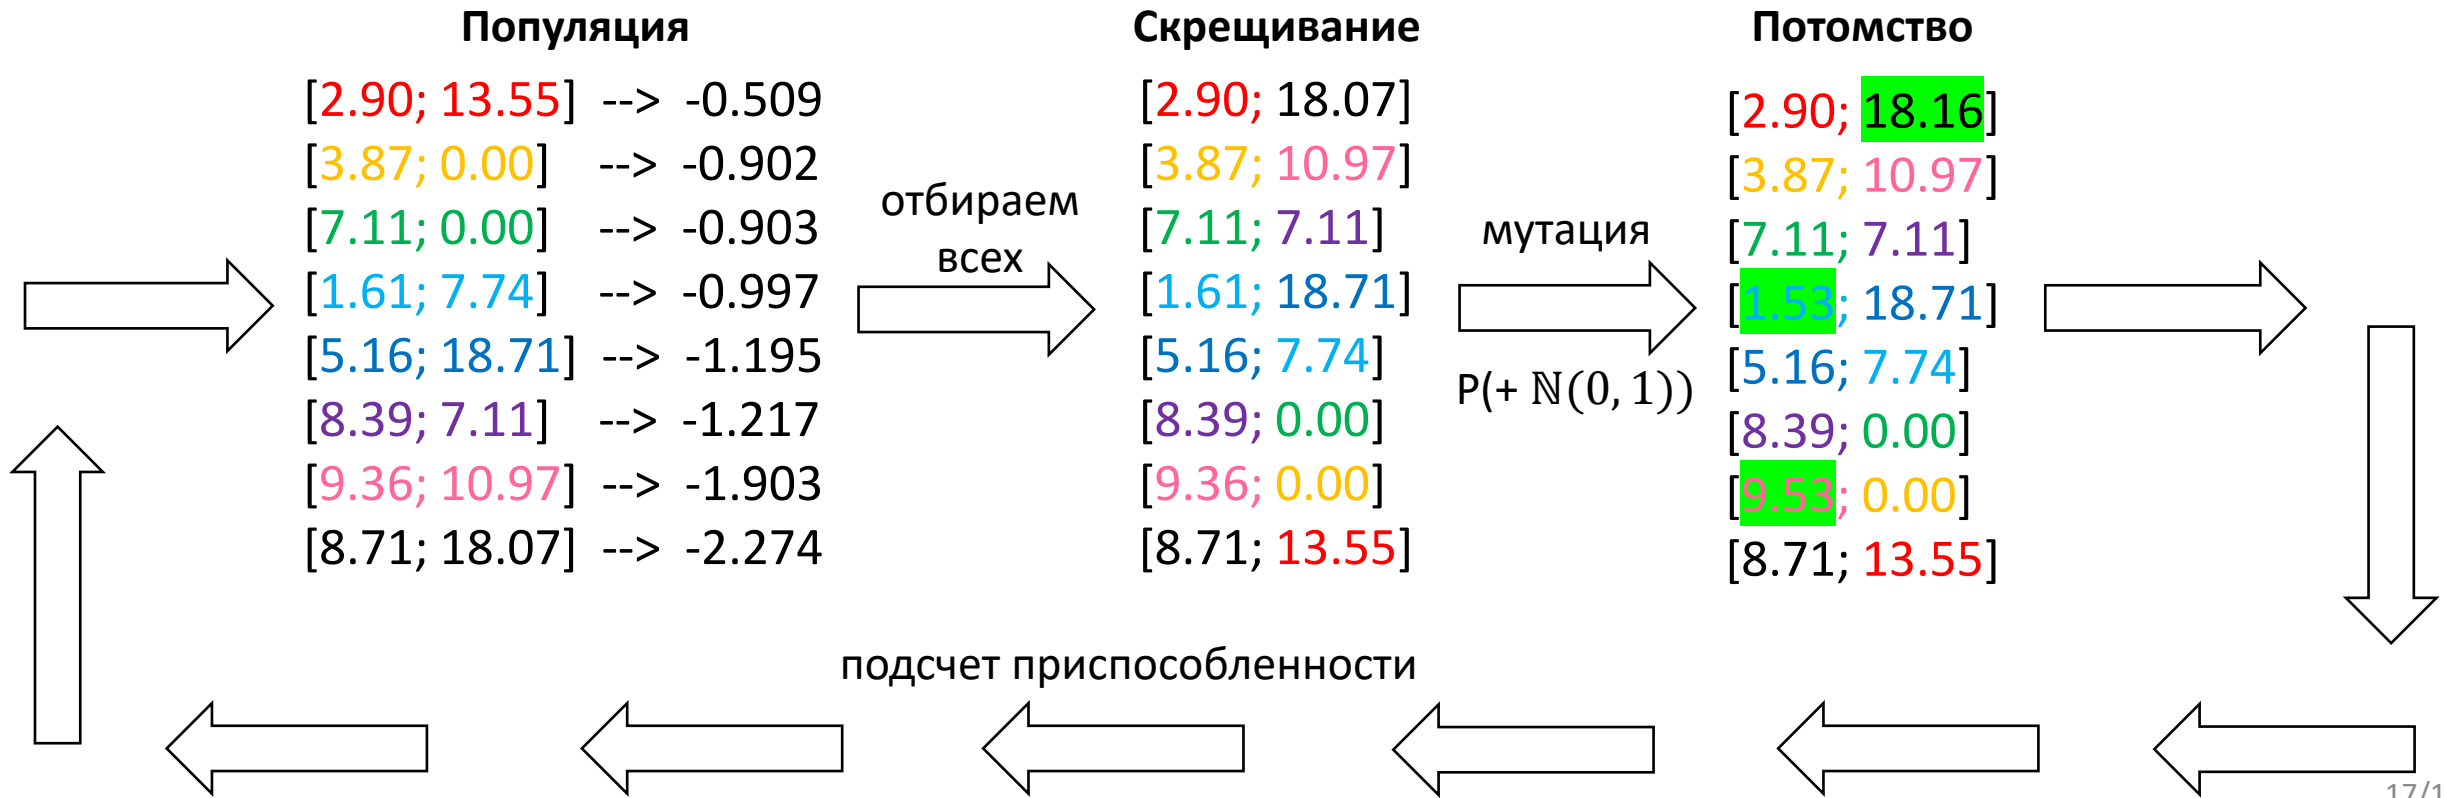 Популяция
[2.90; 13.55] --> -0.509
[3.87; 0.00] --> -0.902
[7.11; 0.00] --> -0.903
[1.61; 7.74] --> -0.997
[5.16; 18.71] --> -1.195
[8.39; 7.11] --> -1.217
[9.36; 10.97] --> -1.903
[8.71; 18.07] --> -2.274
отбираем
всех
Скрещивание
[2.90; 18.07]
[3.87; 10.97]
[7.11; 7.11]
[1.61; 18.71]
[5.16; 7.74]
[8.39; 0.00]
[9.36; 0.00]
[8.71; 13.55]
мутация
P(+ ℕ(0, 1))
Потомство
[2.90; 18.16]
[3.87; 10.97]
[7.11; 7.11]
[1.53; 18.71]
[5.16; 7.74]
[8.39; 0.00]
[9.53; 0.00]
[8.71; 13.55]
подсчет приспособленности